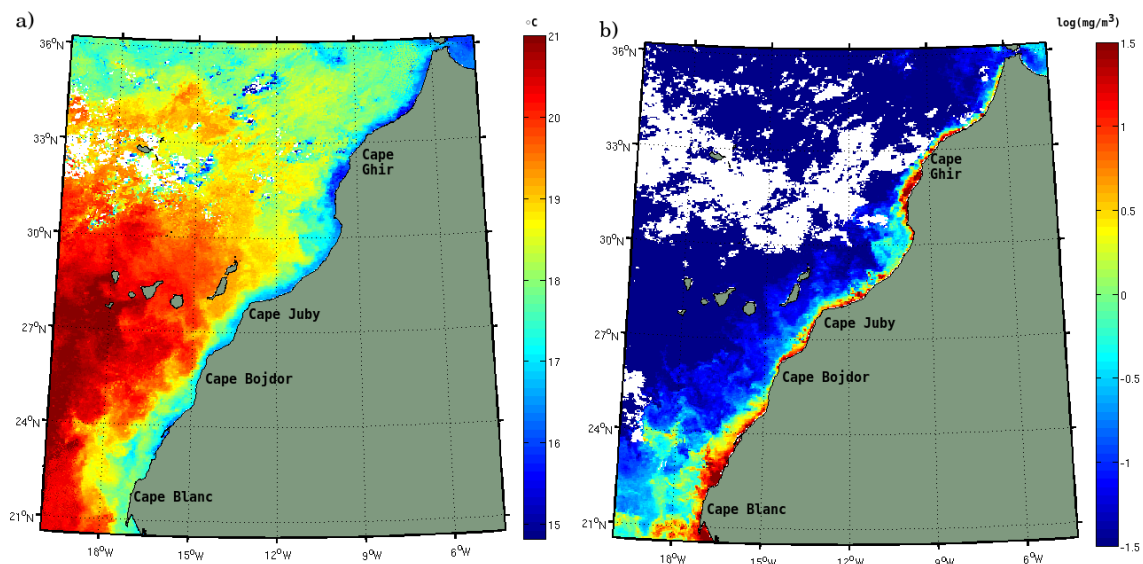 a)
°C
36°N
33°N
30°N
27°N
24°N
21°N
18°W
15°W
12°W
9°W
6°W
Cape
Ghir
Cape Juby
Cape Bojdor
Cape Blanc
21
20
19
18
17
16
15
b)
log(mg/m³)
36°N
33°N
30°N
27°N
24°N
21°N
18°W
15°W
12°W
9°W
6°W
Cape
Ghir
Cape Juby
Cape Bojdor
Cape Blanc
1.5
1
0.5
0
-0.5
-1
-1.5